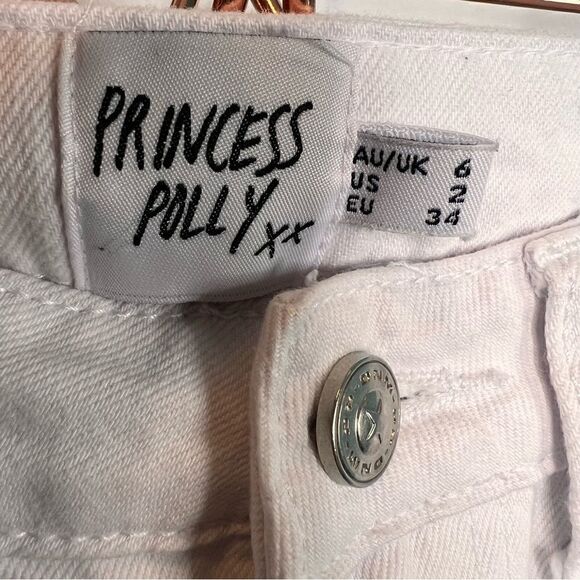 PRINCESS
POLLY xx
AU/UK 6
US 2
EU 34